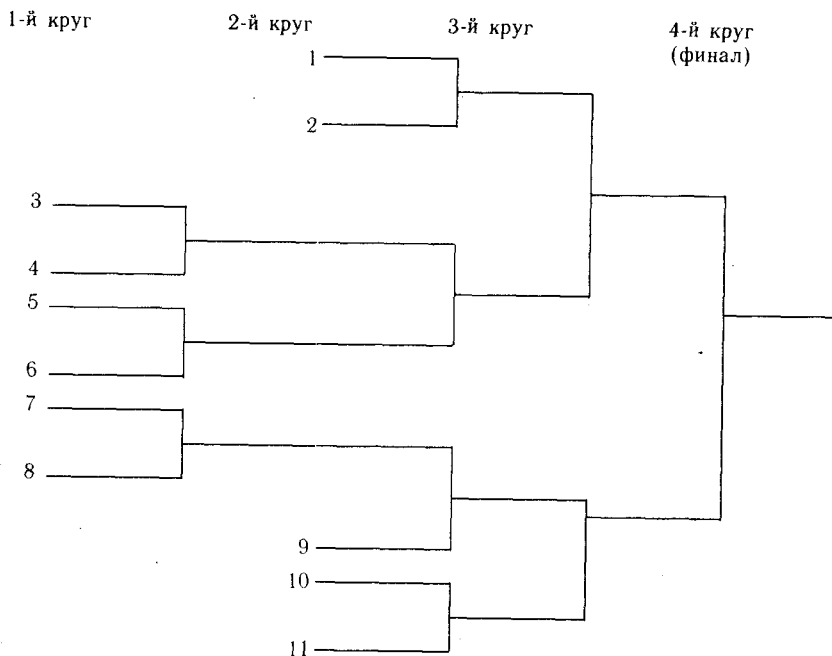 1-й круг
2-й круг
3-й круг
4-й круг
(финал)
1
2
3
4
5
6
7
8
9
10
11